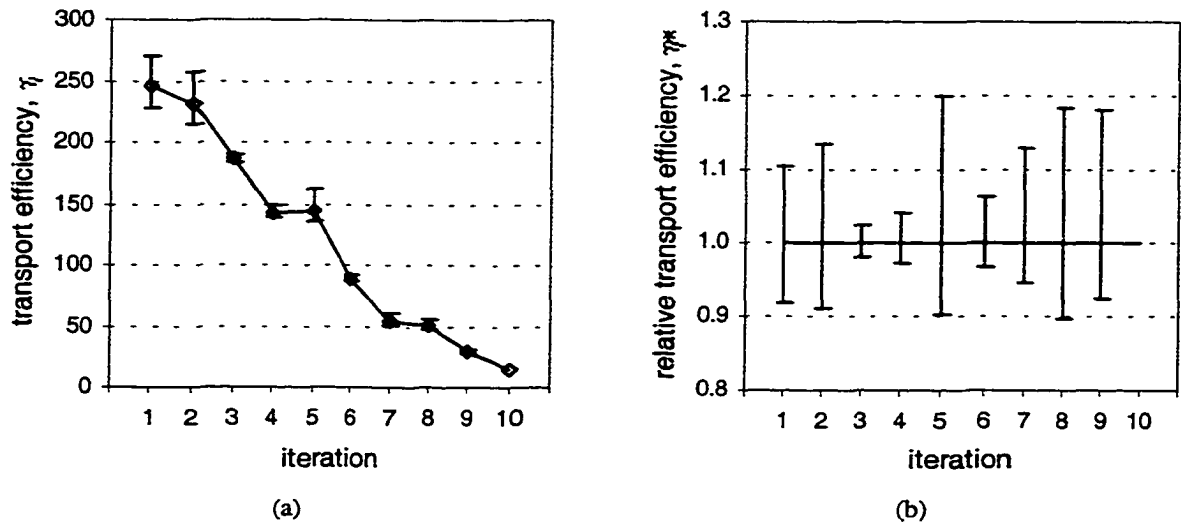 transport efficiency, γi
300
250
200
150
100
50
0
1 2 3 4 5 6 7 8 9 10
iteration
(a)
relative transport efficiency, η*
1.3
1.2
1.1
1.0
0.9
0.8
1 2 3 4 5 6 7 8 9 10
iteration
(b)